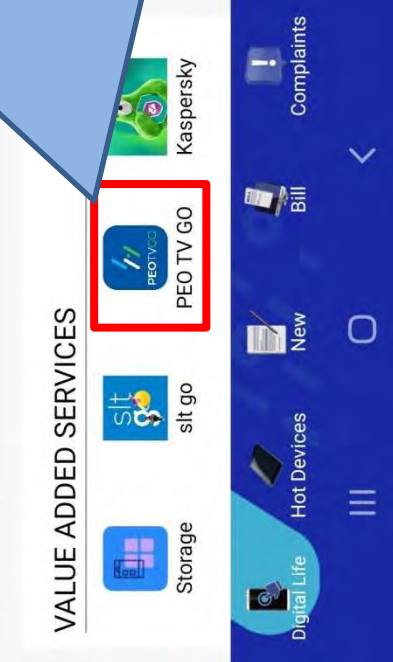 VALUE ADDED SERVICES
slt go
PEOTVGO
Storage
slt go
PEO TV GO
Kaspersky
Digital Life
Hot Devices
New
Bill
Complaints